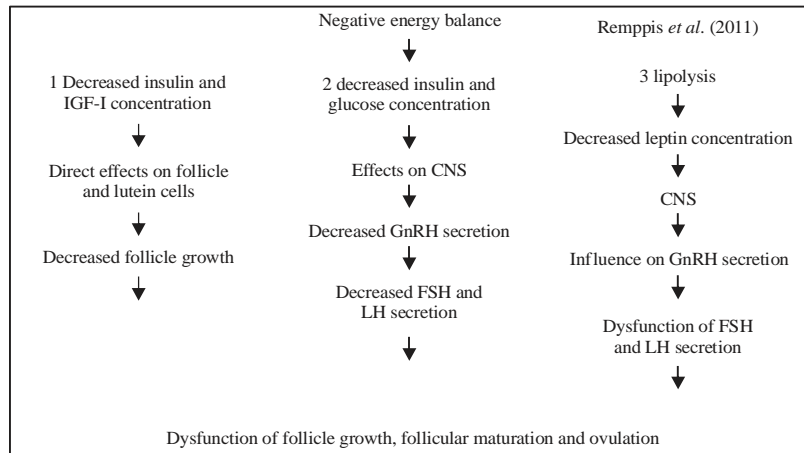 Negative energy balance
Remppis et al. (2011)
1 Decreased insulin and
IGF-I concentration
Direct effects on follicle
and lutein cells
Decreased follicle growth
2 decreased insulin and
glucose concentration
Effects on CNS
Decreased GnRH secretion
Decreased FSH and
LH secretion
3 lipolysis
Decreased leptin concentration
CNS
Influence on GnRH secretion
Dysfunction of FSH
and LH secretion
Dysfunction of follicle growth, follicular maturation and ovulation